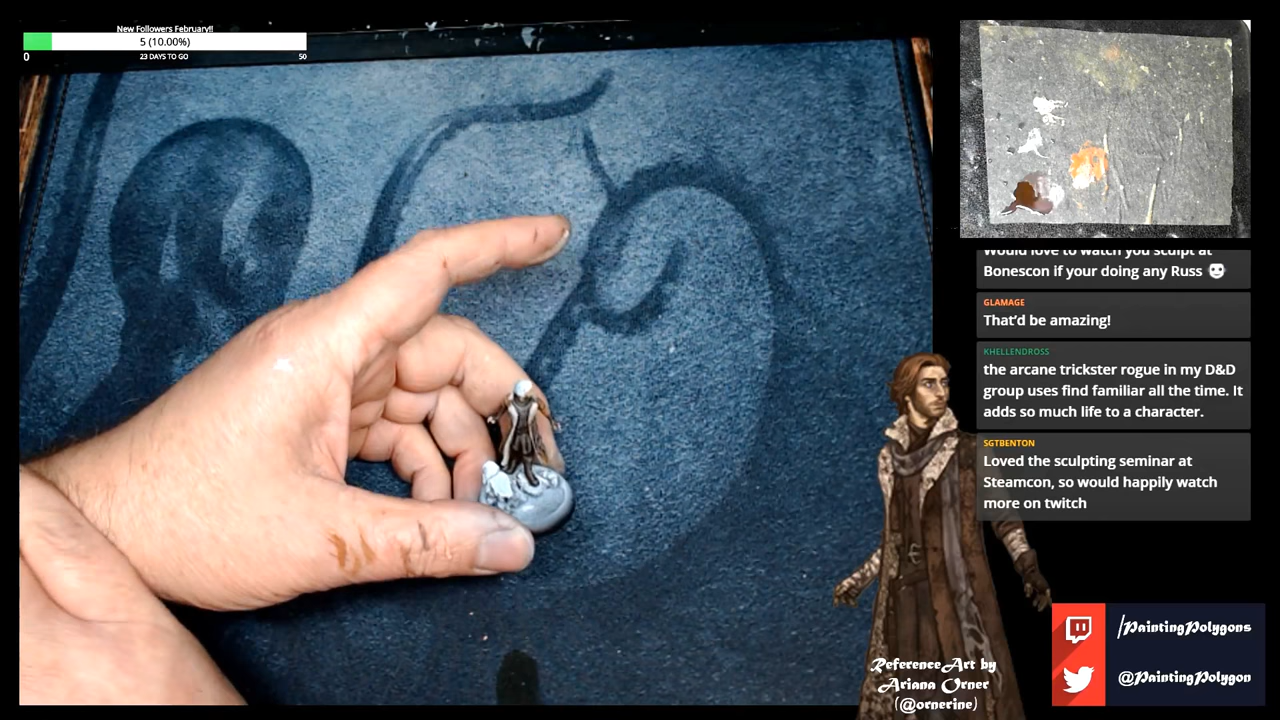 New Followers February!!
5 (10.00%)
0
23 DAYS TO GO
50
Would love to watch you sculpt at
Bonescon if your doing any Russ
GLAMAGE
That'd be amazing!
KHELLENDROSS
the arcane trickster rogue in my D&D
group uses find familiar all the time. It
adds so much life to a character.
SGTBENTON
Loved the sculpting seminar at
Steamcon, so would happily watch
more on twitch
Reference Art by
Ariana Orner
(@ornerine)
/PaintingPolygons
@PaintingPolygon